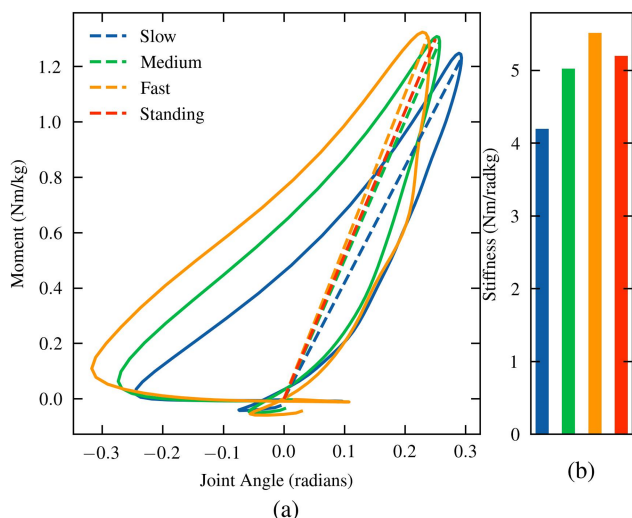 Slow
Medium
Fast
Standing
Moment (Nm/kg)
1.2
1.0
0.8
0.6
0.4
0.2
0.0
−0.3
−0.2
−0.1
0.0
0.1
0.2
0.3
Joint Angle (radians)
(a)
Stiffness (Nm/radkg)
5
4
3
2
1
0
(b)